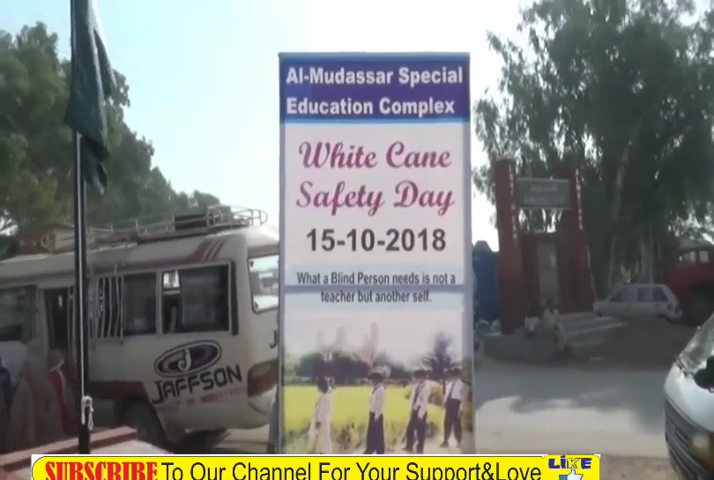 Al-Mudassar Special
Education Complex
White Cane
Safety Day
15-10-2018
What a Blind Person needs is not a
teacher but another self.
JAFFSON
SUBSCRIBE To Our Channel For Your Support&Love LiKE